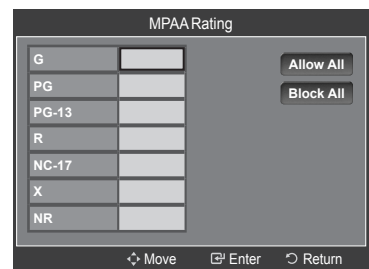 MPAA Rating
G
Allow All
PG
Block All
PG-13
R
NC-17
X
NR
Move Enter Return